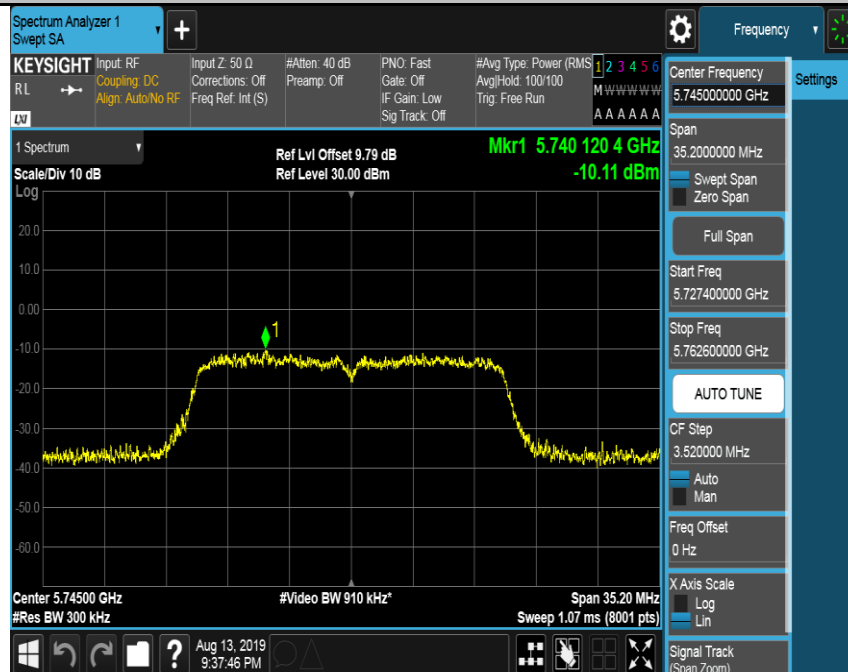 Spectrum Analyzer 1
Swept SA
+
Frequency
KEYSIGHT
RL
LXI
Input: RF
Coupling: DC
Align: Auto/No RF
Input Z: 50 Ω
Corrections: Off
Freq Ref: Int (S)
#Atten: 40 dB
Preamp: Off
PNO: Fast
Gate: Off
IF Gain: Low
Sig Track: Off
#Avg Type: Power (RMS
Avg|Hold: 100/100
Trig: Free Run
1 2 3 4 5 6
M W W W W W
A A A A A A
1 Spectrum
Scale/Div 10 dB
Log
Ref Lvl Offset 9.79 dB
Ref Level 30.00 dBm
Mkr1 5.740 120 4 GHz
-10.11 dBm
20.0
10.0
0.00
-10.0
-20.0
-30.0
-40.0
-50.0
-60.0
1
Center 5.74500 GHz
#Res BW 300 kHz
#Video BW 910 kHz*
Span 35.20 MHz
Sweep 1.07 ms (8001 pts)
Center Frequency
5.745000000 GHz
Settings
Span
35.2000000 MHz
Swept Span
Zero Span
Full Span
Start Freq
5.727400000 GHz
Stop Freq
5.762600000 GHz
AUTO TUNE
CF Step
3.520000 MHz
Auto
Man
Freq Offset
0 Hz
X Axis Scale
Log
Lin
Signal Track
(Span Zoom)
?
Aug 13, 2019
9:37:46 PM